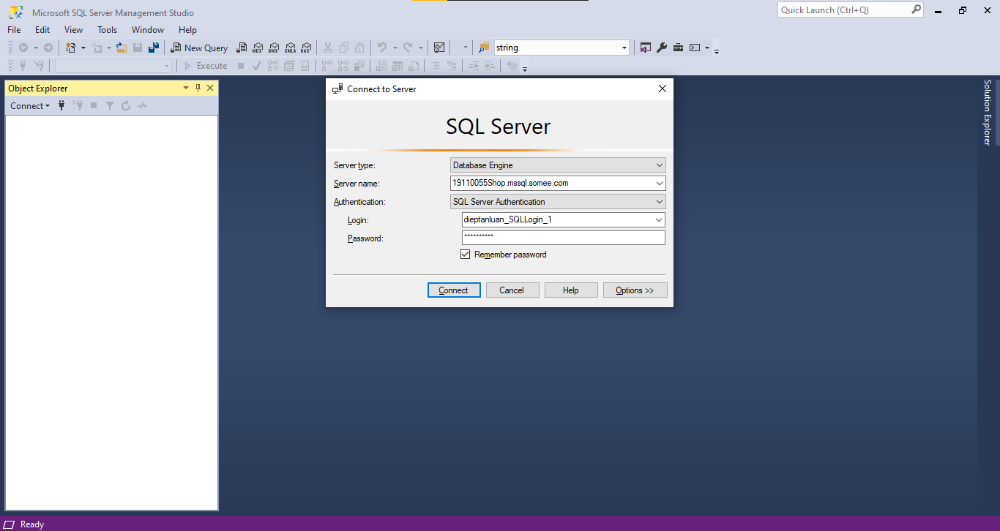 Microsoft SQL Server Management Studio
Quick Launch (Ctrl+Q)
File Edit View Tools Window Help
New Query MDX DMX XMLA DAX string
Execute
Object Explorer
Connect
Connect to Server
SQL Server
Server type: Database Engine
Server name: 19110055Shop.mssql.somee.com
Authentication: SQL Server Authentication
Login: dieptanluan_SQLLogin_1
Password: **********
Remember password
Connect Cancel Help Options >>
Solution Explorer
Ready